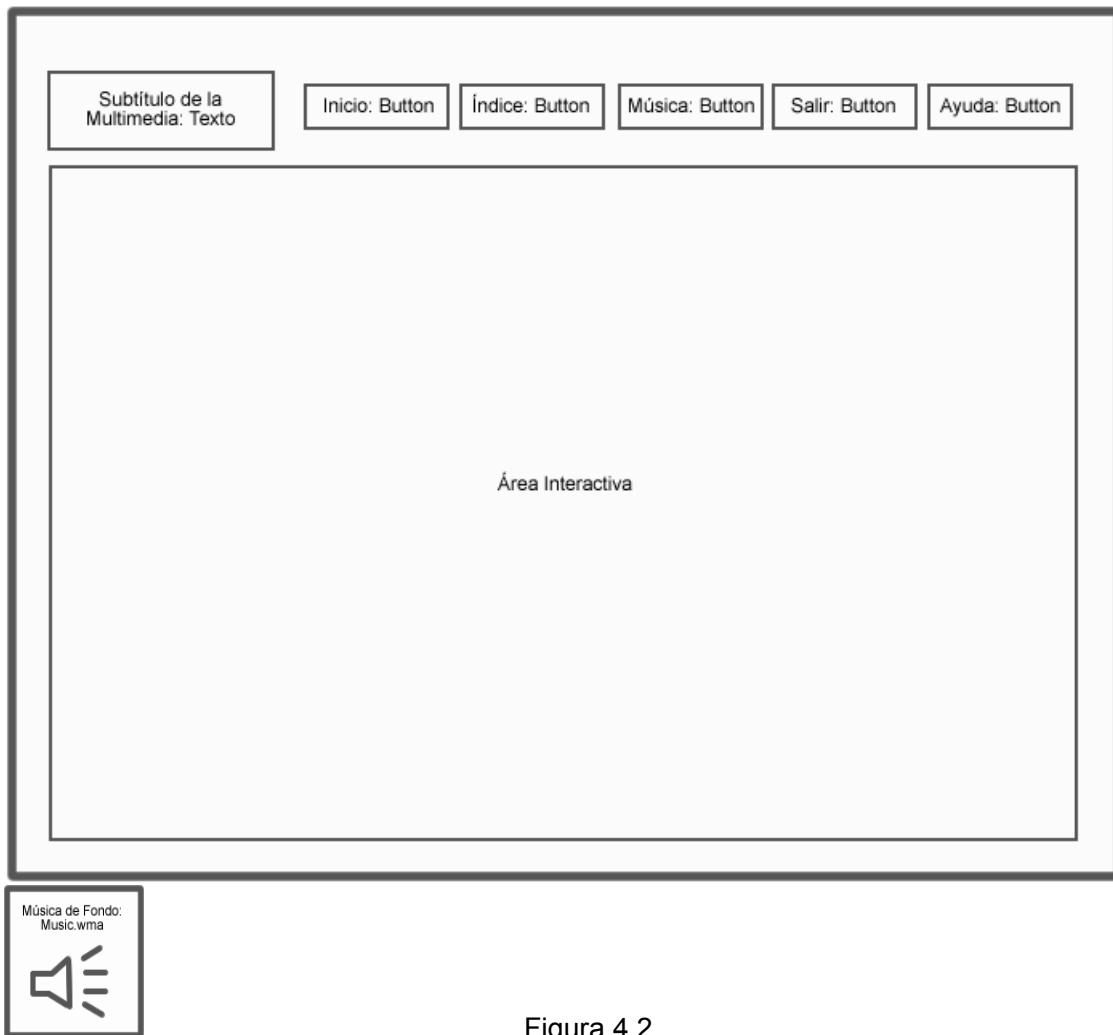 Subtítulo de la
Multimedia: Texto
Inicio: Button
Índice: Button
Música: Button
Salir: Button
Ayuda: Button
Área Interactiva
Música de Fondo:
Music.wma
Figura 4.2